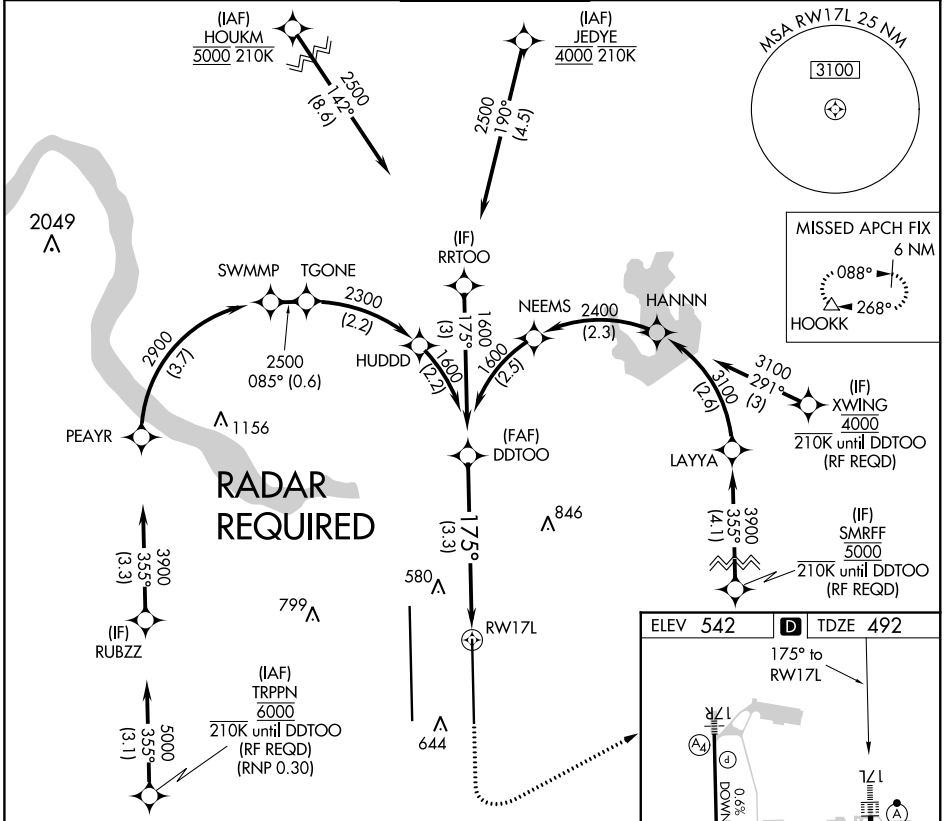 (IAF)
HOUKM
5000 210K
2500
142°
(8.6)
(IAF)
JEDYE
4000 210K
2500
190°
(4.5)
MSA RW17L 25 NM
3100
2049
MISSED APCH FIX
6 NM
088°
268°
HOOKK
(IF)
RRTOO
1600
175°
(3)
SWMMP
TGONE
2300
(2.2)
2900
(3.7)
2500
085° (0.6)
HUDDD
1600
(2.2)
NEEMS
1600
(2.5)
2400
(2.3)
HANNN
3100
(2.6)
3100
291°
(3)
(IF)
XWING
4000
210K until DDTOO
(RF REQD)
PEAYR
1156
(FAF)
DDTOO
LAYYA
RADAR
REQUIRED
175°
(3.3)
846
3900
355°
(4.1)
(IF)
SMRFF
5000
210K until DDTOO
(RF REQD)
3900
355°
(3.3)
580
799
(IF)
RUBZZ
RW17L
(IAF)
TRPPN
6000
210K until DDTOO
(RF REQD)
(RNP 0.30)
5000
355°
(3.1)
644
ELEV 542
D
TDZE 492
175° to
RW17L
17R
A4
P
0.6%
DOWN
17L
A